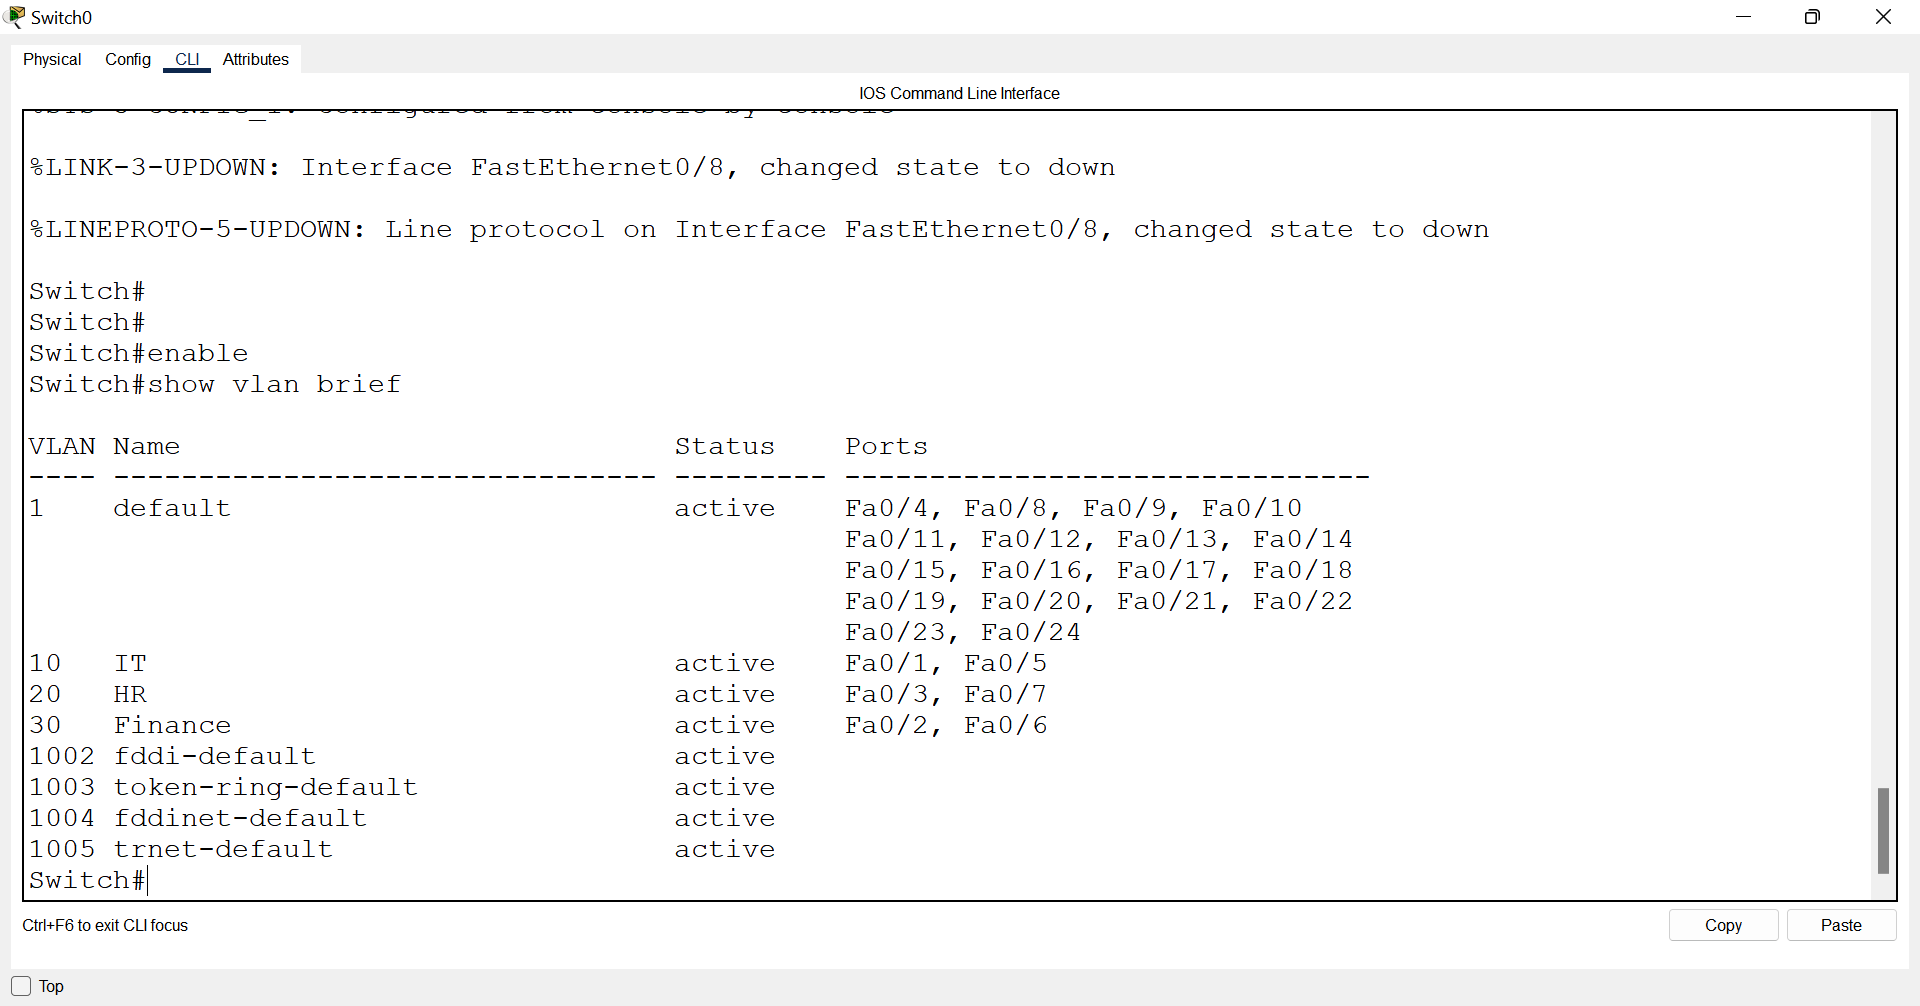 Switch0
Physical Config CLI Attributes
IOS Command Line Interface
%LINK-3-UPDOWN: Interface FastEthernet0/8, changed state to down
%LINEPROTO-5-UPDOWN: Line protocol on Interface FastEthernet0/8, changed state to down
Switch#
Switch#
Switch#enable
Switch#show vlan brief
VLAN Name Status Ports
---- -------------------------------- --------- -------------------------------
1 default active Fa0/4, Fa0/8, Fa0/9, Fa0/10
Fa0/11, Fa0/12, Fa0/13, Fa0/14
Fa0/15, Fa0/16, Fa0/17, Fa0/18
Fa0/19, Fa0/20, Fa0/21, Fa0/22
Fa0/23, Fa0/24
10 IT active Fa0/1, Fa0/5
20 HR active Fa0/3, Fa0/7
30 Finance active Fa0/2, Fa0/6
1002 fddi-default active
1003 token-ring-default active
1004 fddinet-default active
1005 trnet-default active
Switch#
Ctrl+F6 to exit CLI focus
Copy Paste
Top